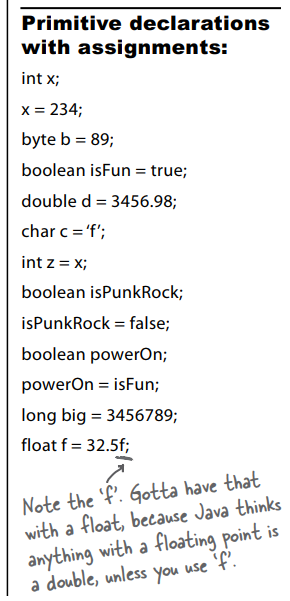 Primitive declarations
with assignments:
int x;
x = 234;
byte b = 89;
boolean isFun = true;
double d = 3456.98;
char c = ‘f’;
int z = x;
boolean isPunkRock;
isPunkRock = false;
boolean powerOn;
powerOn = isFun;
long big = 3456789;
float f = 32.5f;
Note the ‘f’. Gotta have that
with a float, because Java thinks
anything with a floating point is
a double, unless you use ‘f’.